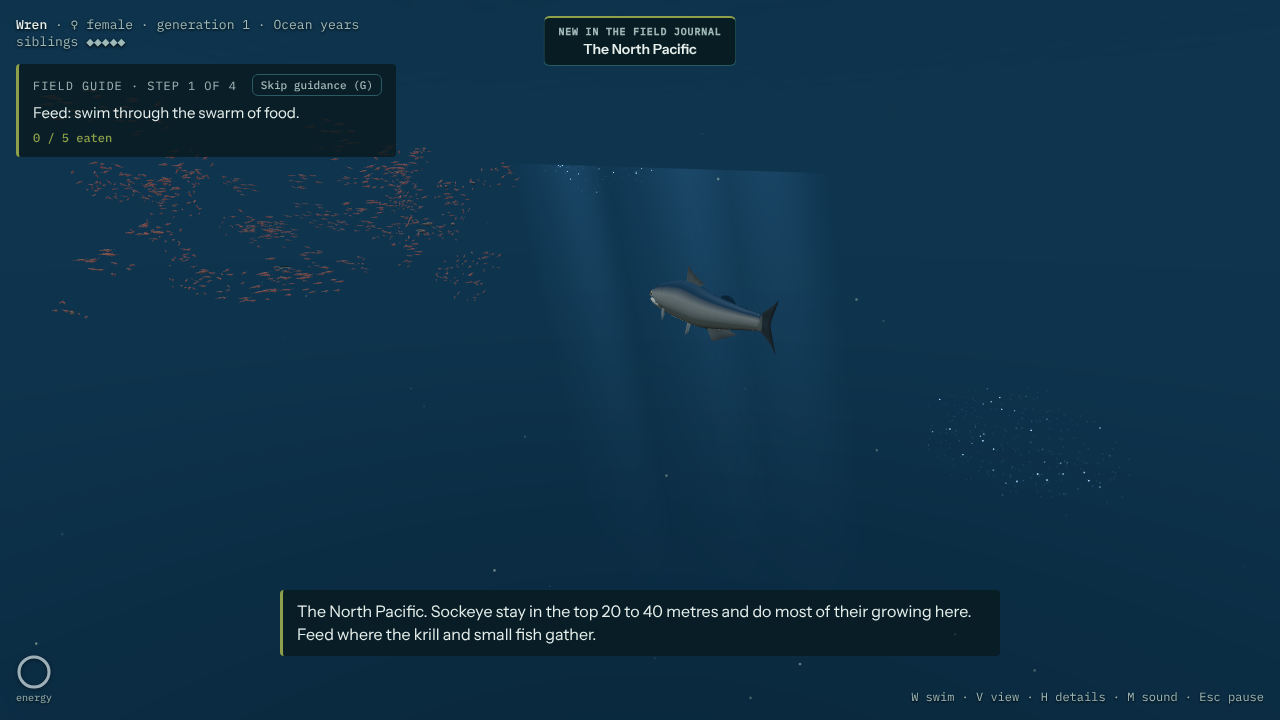 Wren · ♀ female · generation 1 · Ocean years
siblings ◆◆◆◆◆
NEW IN THE FIELD JOURNAL
The North Pacific
FIELD GUIDE · STEP 1 OF 4
Skip guidance (G)
Feed: swim through the swarm of food.
0 / 5 eaten
The North Pacific. Sockeye stay in the top 20 to 40 metres and do most of their growing here.
Feed where the krill and small fish gather.
energy
W swim · V view · H details · M sound · Esc pause